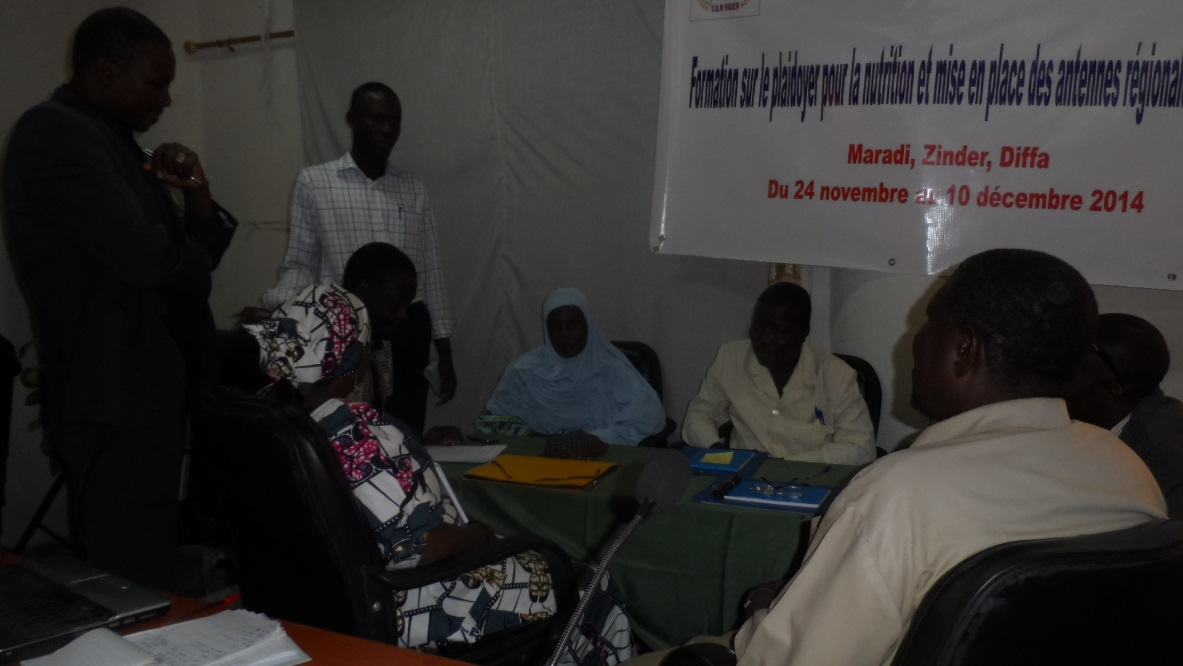 T.U.N NIGER
Formation sur le plaidoyer pour la nutrition et mise en place des antennes régional
Maradi, Zinder, Diffa
Du 24 novembre au 10 décembre 2014